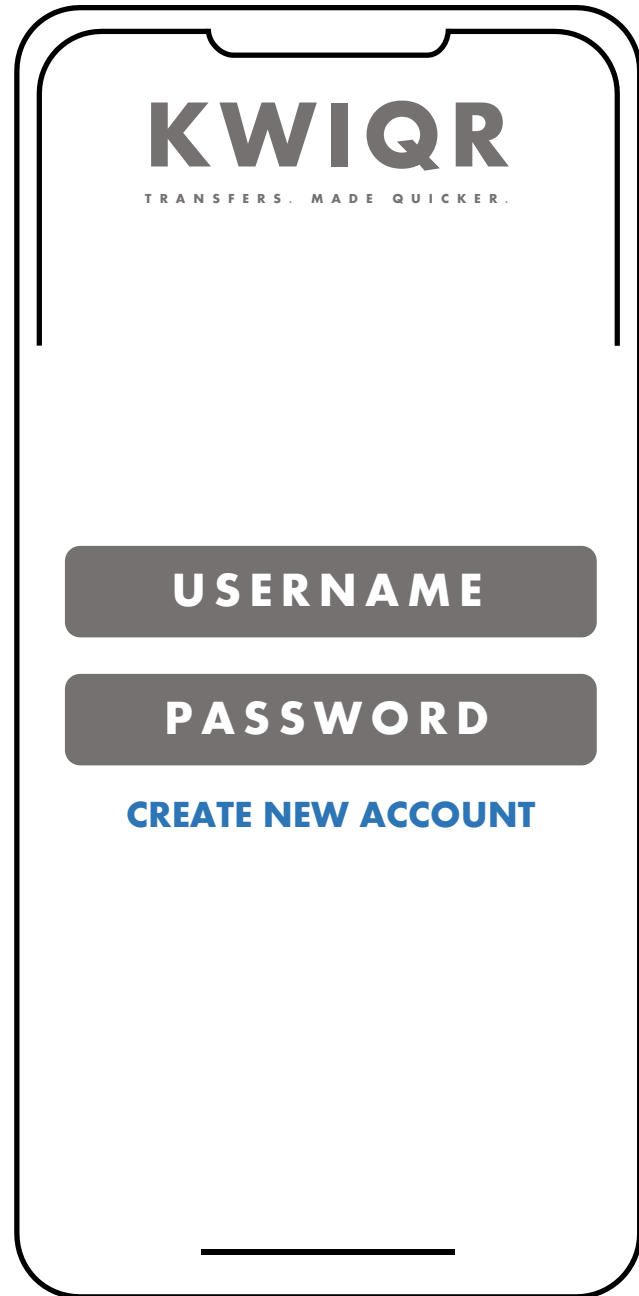 KWIQR
TRANSFERS. MADE QUICKER.
USERNAME
PASSWORD
CREATE NEW ACCOUNT